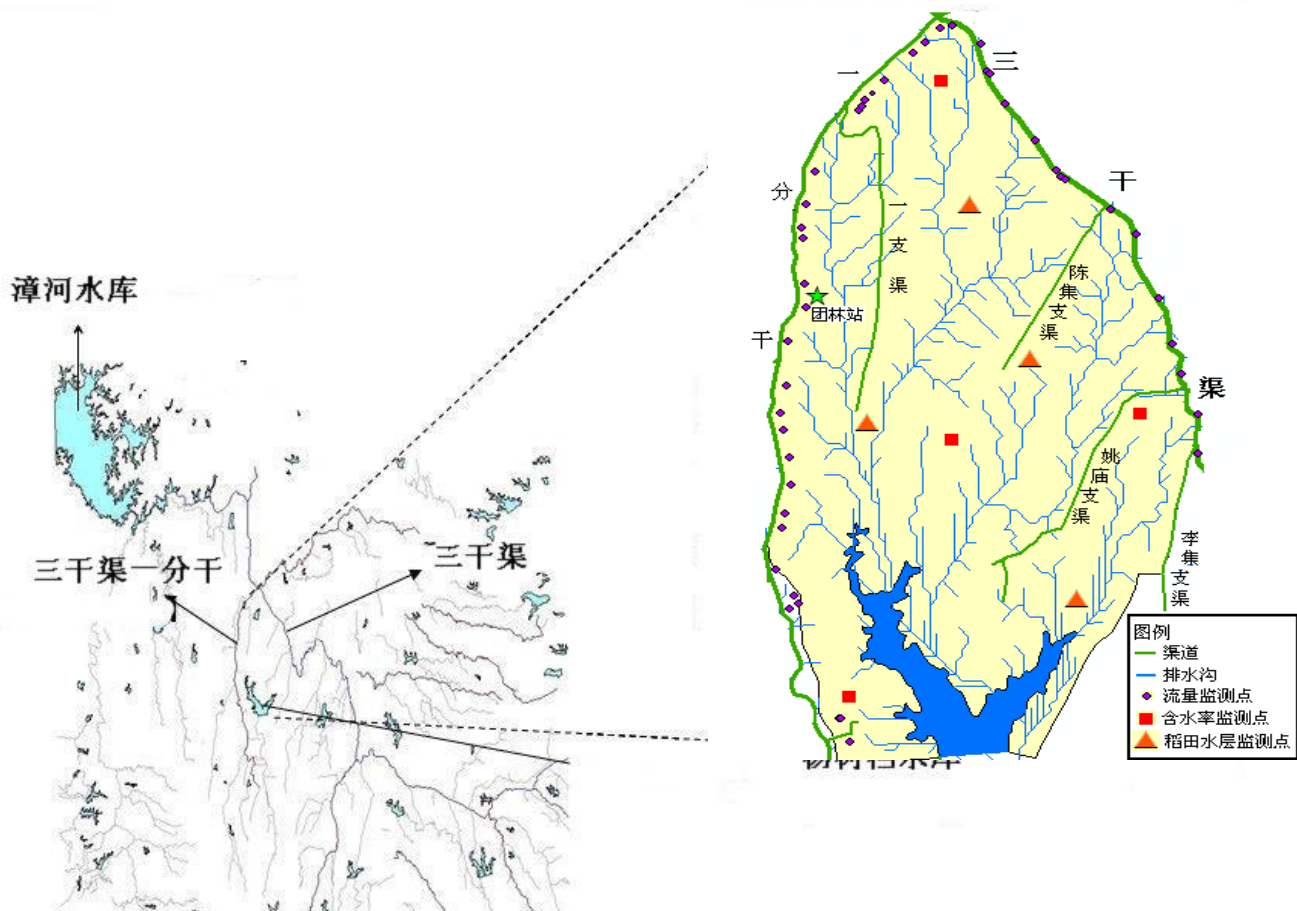 漳河水库
三干渠一分干
三干渠
一
分
干
三
干
渠
一支渠
陈集支渠
姚庙支渠
李集支渠
团林站
图例
渠道
排水沟
流量监测点
含水率监测点
稻田水层监测点